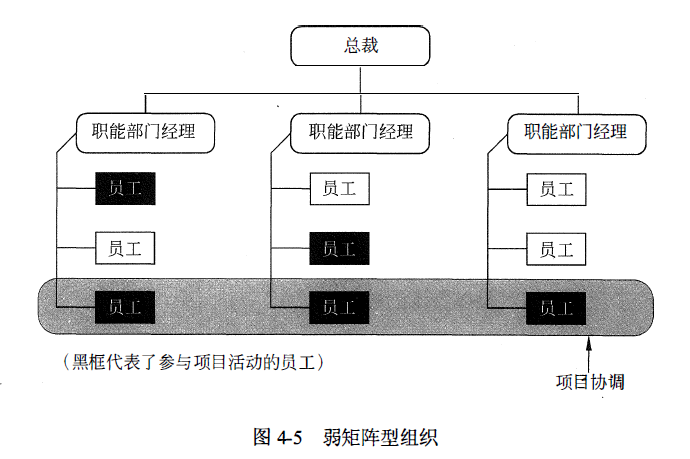 总裁
职能部门经理 职能部门经理 职能部门经理
员工 员工 员工
员工 员工 员工
员工 员工 员工
（黑框代表了参与项目活动的员工）
项目协调
图 4-5 弱矩阵型组织